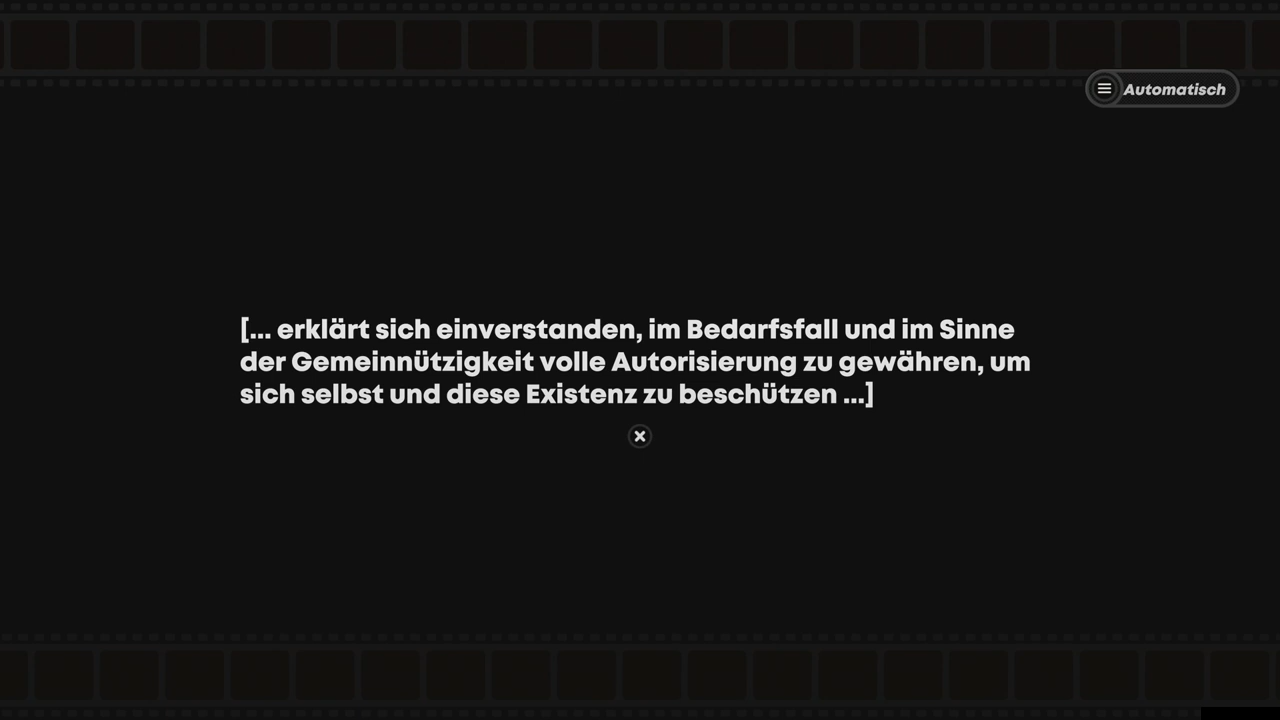 Automatisch
[... erklärt sich einverstanden, im Bedarfsfall und im Sinne
der Gemeinnützigkeit volle Autorisierung zu gewähren, um
sich selbst und diese Existenz zu beschützen ...]